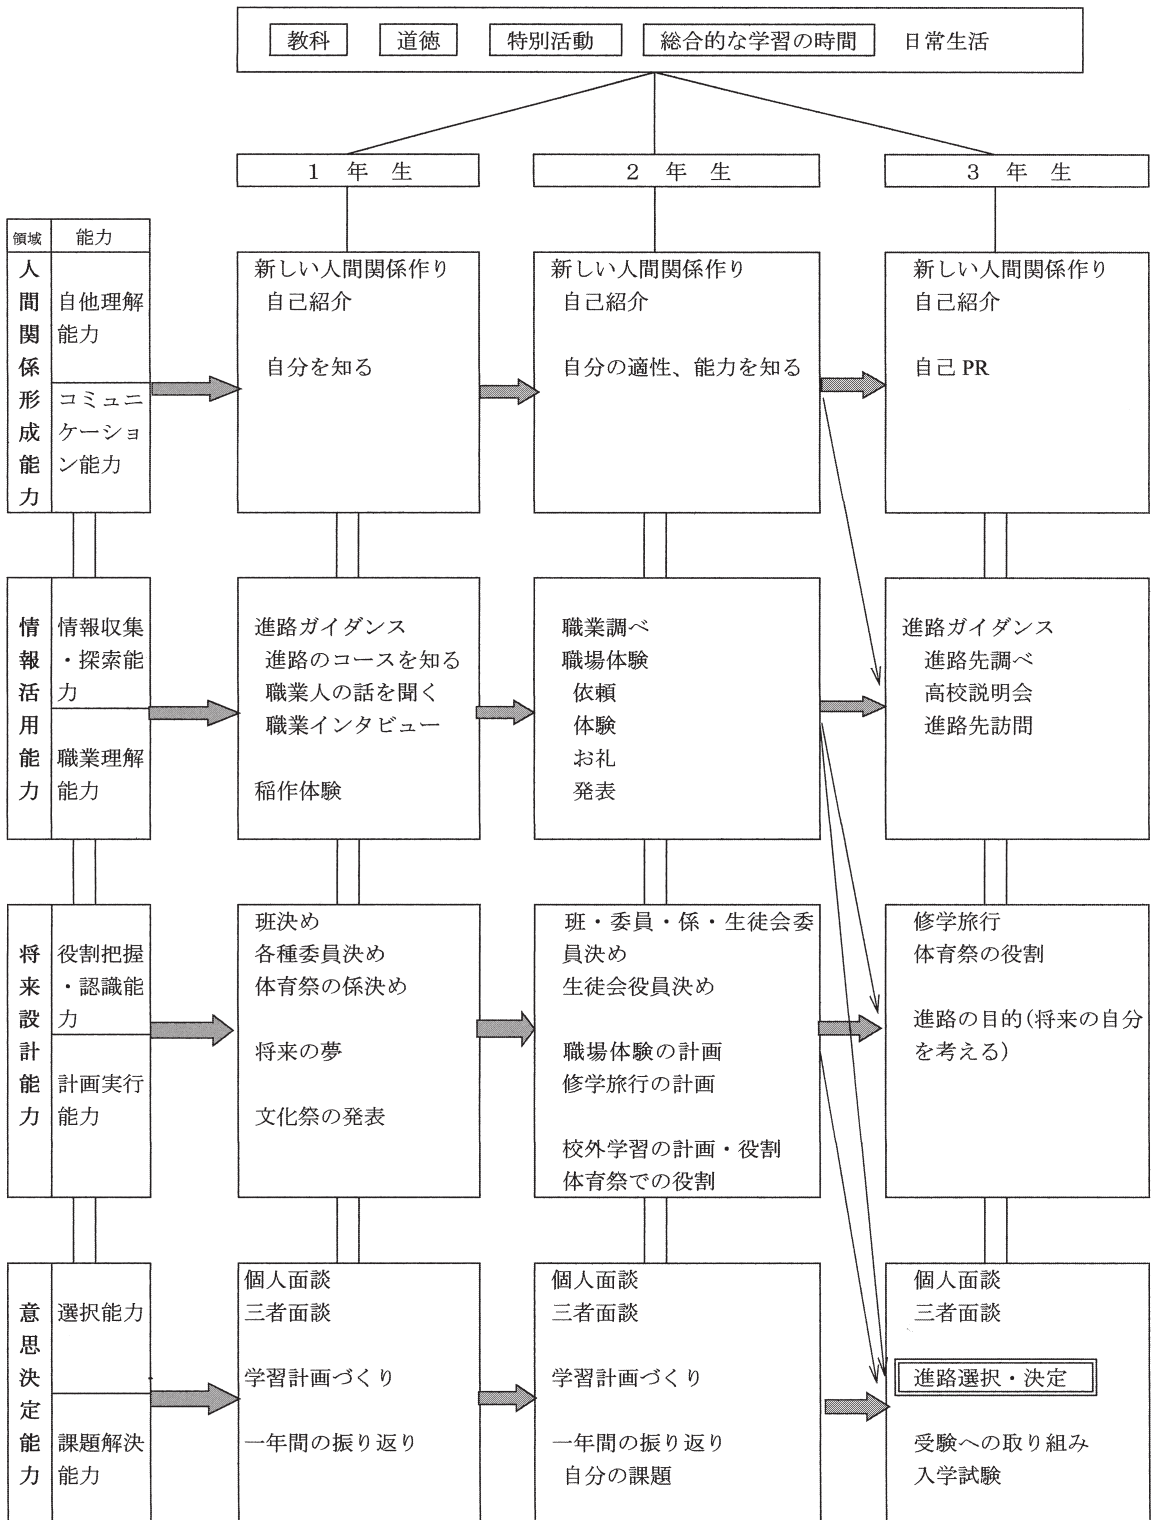 教科 道徳 特別活動 総合的な学習の時間 日常生活
1 年 生
2 年 生
3 年 生
領域 能力
人間関係形成能力
自他理解
能力
コミュニ
ケーショ
ン能力
新しい人間関係作り
自己紹介
自分を知る
新しい人間関係作り
自己紹介
自分の適性、能力を知る
新しい人間関係作り
自己紹介
自己 PR
情報活用能力
情報収集
・探索能
力
職業理解
能力
進路ガイダンス
進路のコースを知る
職業人の話を聞く
職業インタビュー
稲作体験
職業調べ
職場体験
依頼
体験
お礼
発表
進路ガイダンス
進路先調べ
高校説明会
進路先訪問
将来設計能力
役割把握
・認識能
力
計画実行
能力
班決め
各種委員決め
体育祭の係決め
将来の夢
文化祭の発表
班・委員・係・生徒会委
員決め
生徒会役員決め
職場体験の計画
修学旅行の計画
校外学習の計画・役割
体育祭での役割
修学旅行
体育祭の役割
進路の目的(将来の自分
を考える)
意思決定能力
選択能力
課題解決
能力
個人面談
三者面談
学習計画づくり
一年間の振り返り
個人面談
三者面談
学習計画づくり
一年間の振り返り
自分の課題
個人面談
三者面談
進路選択・決定
受験への取り組み
入学試験